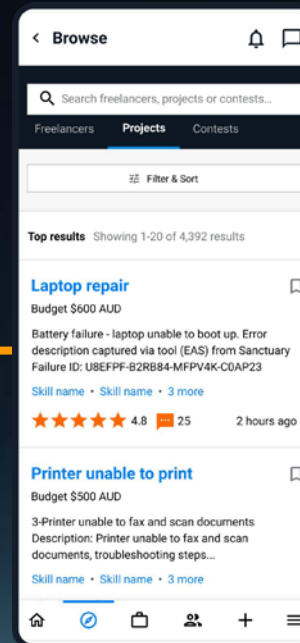 Browse
Search freelancers, projects or contests...
Freelancers Projects Contests
Filter & Sort
Top results Showing 1-20 of 4,392 results
Laptop repair
Budget $600 AUD
Battery failure - laptop unable to boot up. Error
description captured via tool (EAS) from Sanctuary
Failure ID: U8EFPF-B2RB84-MFPV4K-C0AP23
Skill name • Skill name • 3 more
4.8 25 2 hours ago
Printer unable to print
Budget $500 AUD
3-Printer unable to fax and scan documents
Description: Printer unable to fax and scan
documents, troubleshooting steps...
Skill name • Skill name • 3 more